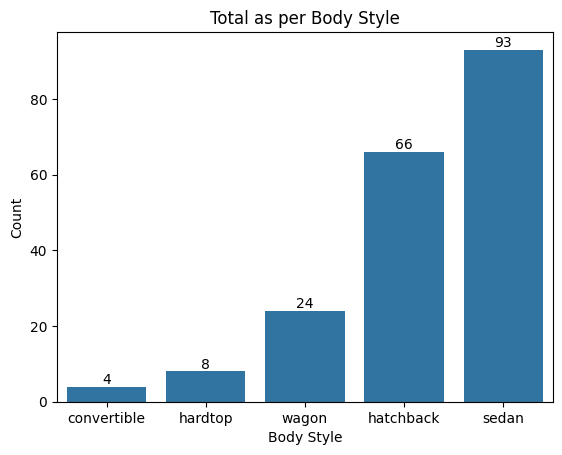 Total as per Body Style
93
66
24
8
4
80
60
40
20
0
Count
convertible hardtop wagon hatchback sedan
Body Style